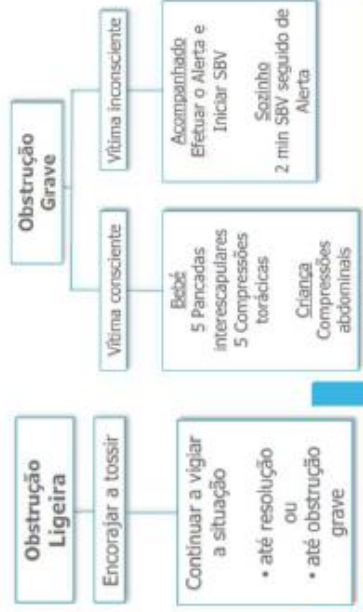 Obstrução
Ligeira
Encorajar a tossir
Continuar a vigiar
a situação
• até resolução
ou
• até obstrução
grave
Obstrução
Grave
Vítima consciente
Bebé
5 Pancadas
interescapulares
5 Compressões
torácicas
Criança
Compressões
abdominais
Vítima inconsciente
Acompanhado
Efetuar o Alerta e
Iniciar SBV
Sozinho
2 min SBV seguido de
Alerta